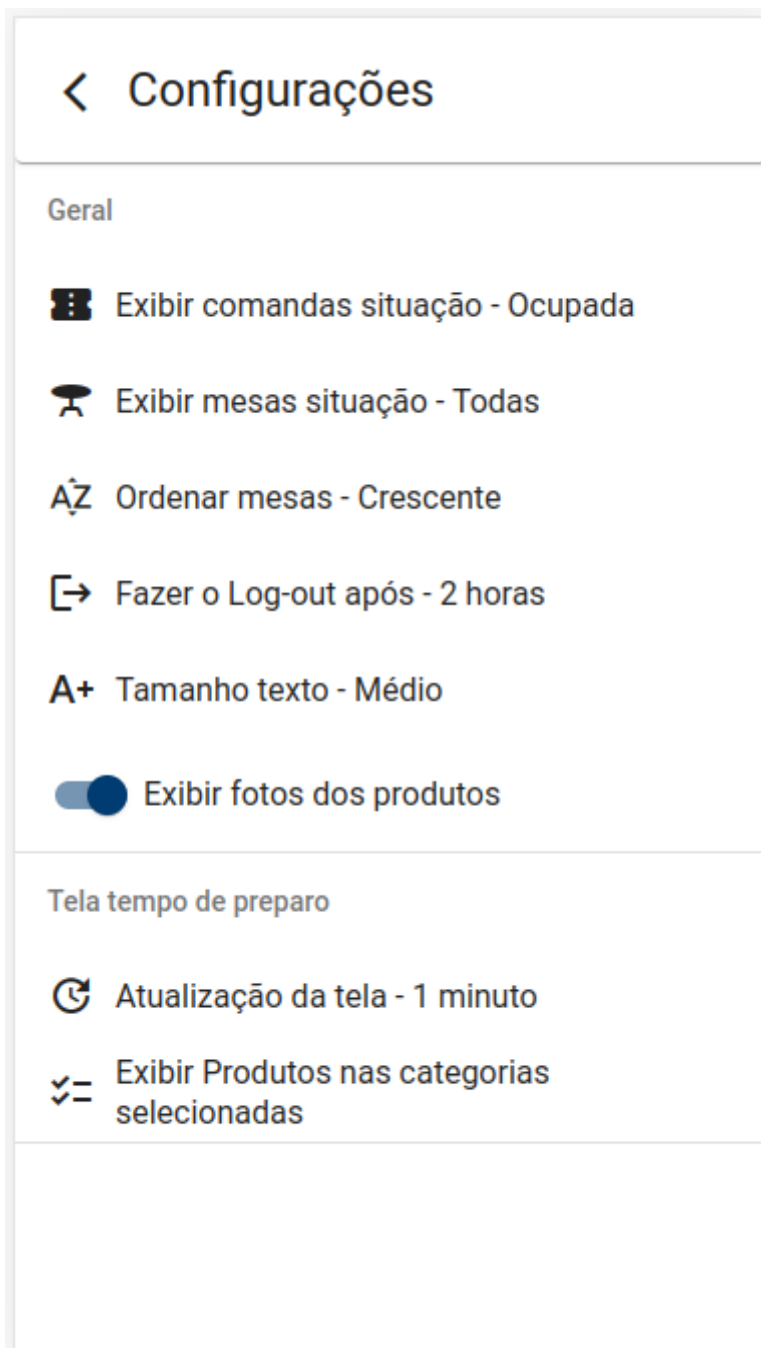 Configurações
Geral
Exibir comandas situação - Ocupada
Exibir mesas situação - Todas
AZ Ordenar mesas - Crescente
Fazer o Log-out após - 2 horas
A+ Tamanho texto - Médio
Exibir fotos dos produtos
Tela tempo de preparo
Atualização da tela - 1 minuto
Exibir Produtos nas categorias
selecionadas